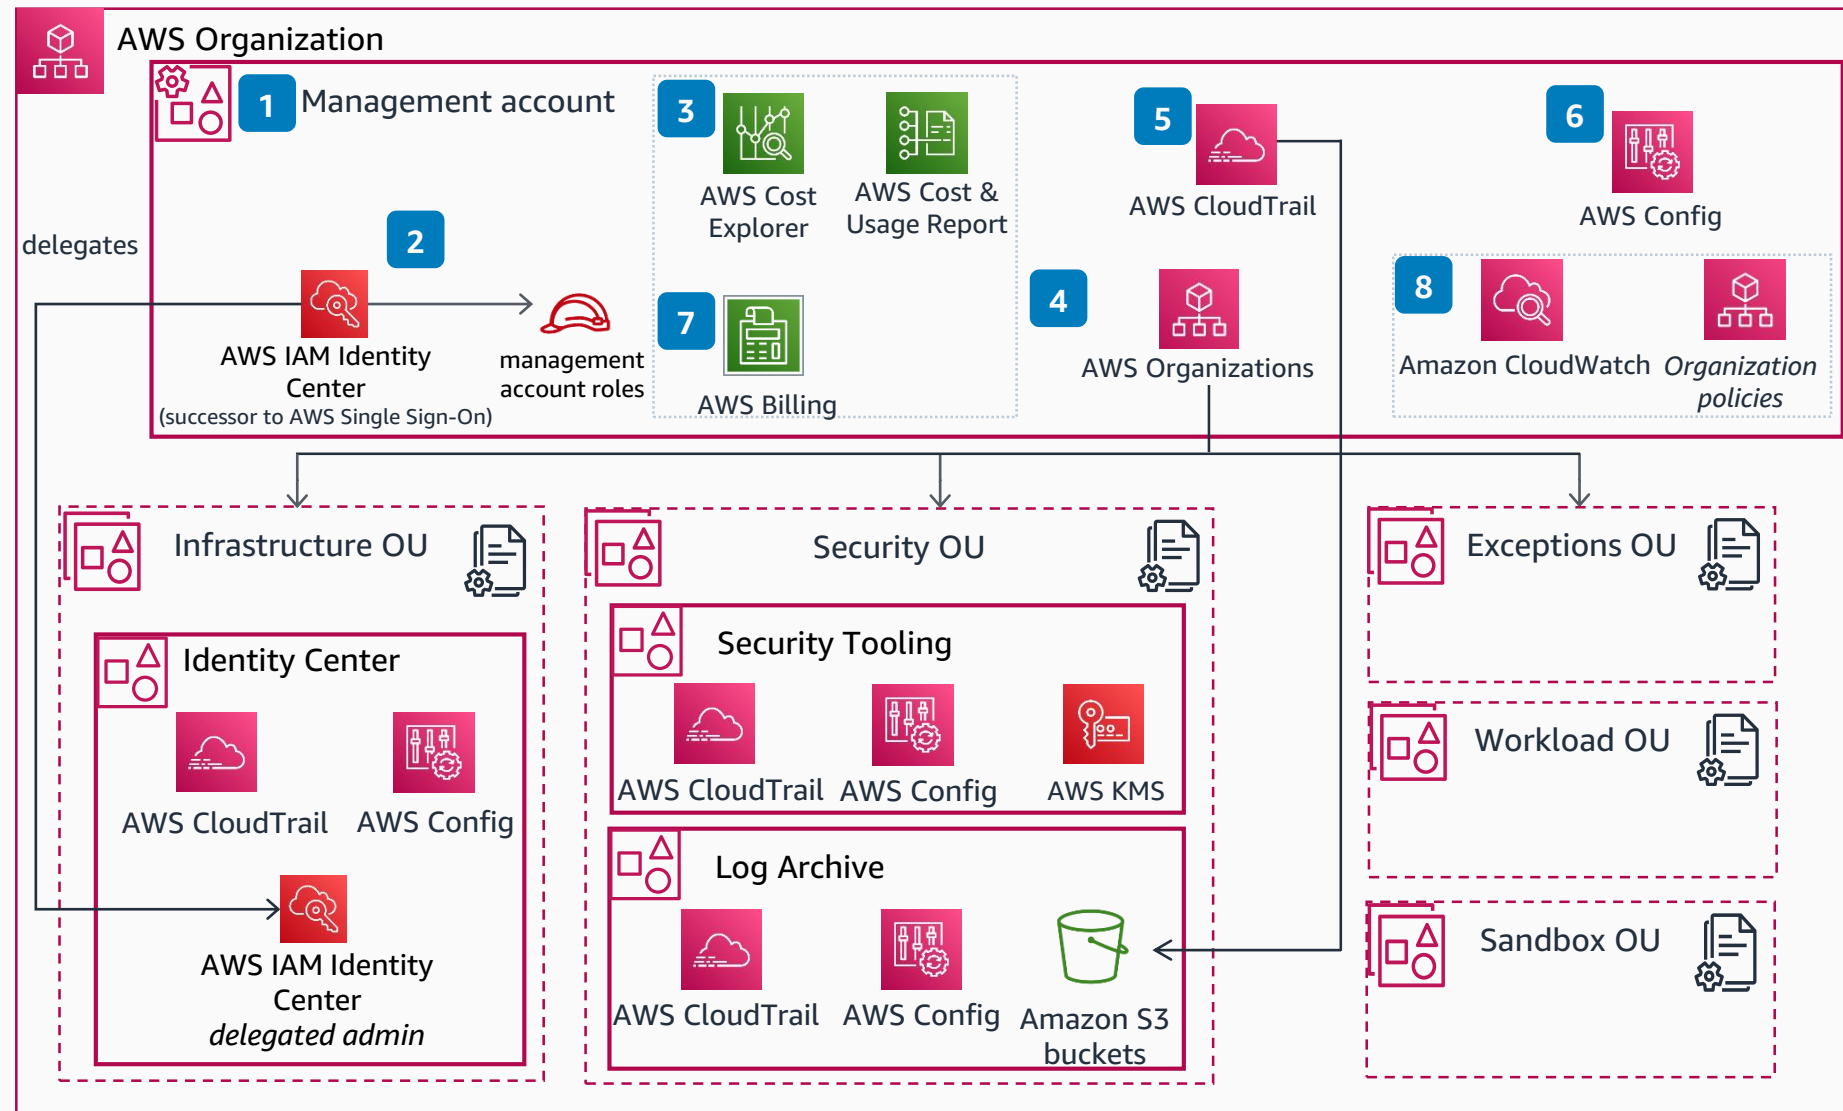 AWS Organization
1
Management account
3
AWS Cost
Explorer
AWS Cost &
Usage Report
5
AWS CloudTrail
6
AWS Config
delegates
2
AWS IAM Identity
Center
(successor to AWS Single Sign-On)
management
account roles
7
AWS Billing
4
AWS Organizations
8
Amazon CloudWatch
Organization
policies
Infrastructure OU
Identity Center
AWS CloudTrail
AWS Config
AWS IAM Identity
Center
delegated admin
Security OU
Security Tooling
AWS CloudTrail
AWS Config
AWS KMS
Log Archive
AWS CloudTrail
AWS Config
Amazon S3
buckets
Exceptions OU
Workload OU
Sandbox OU